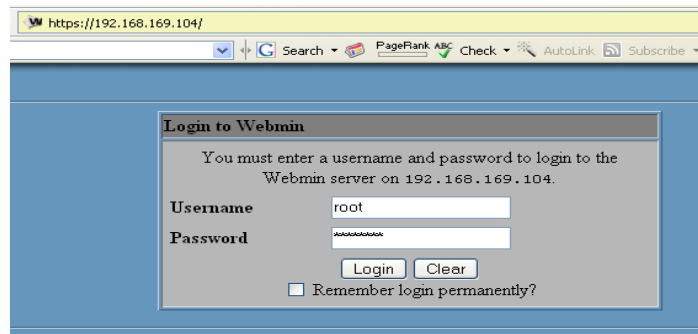 https://192.168.169.104/
G Search PageRank ABC Check AutoLink Subscribe
Login to Webmin
You must enter a username and password to login to the
Webmin server on 192.168.169.104.
Username root
Password *********
Login Clear
Remember login permanently?